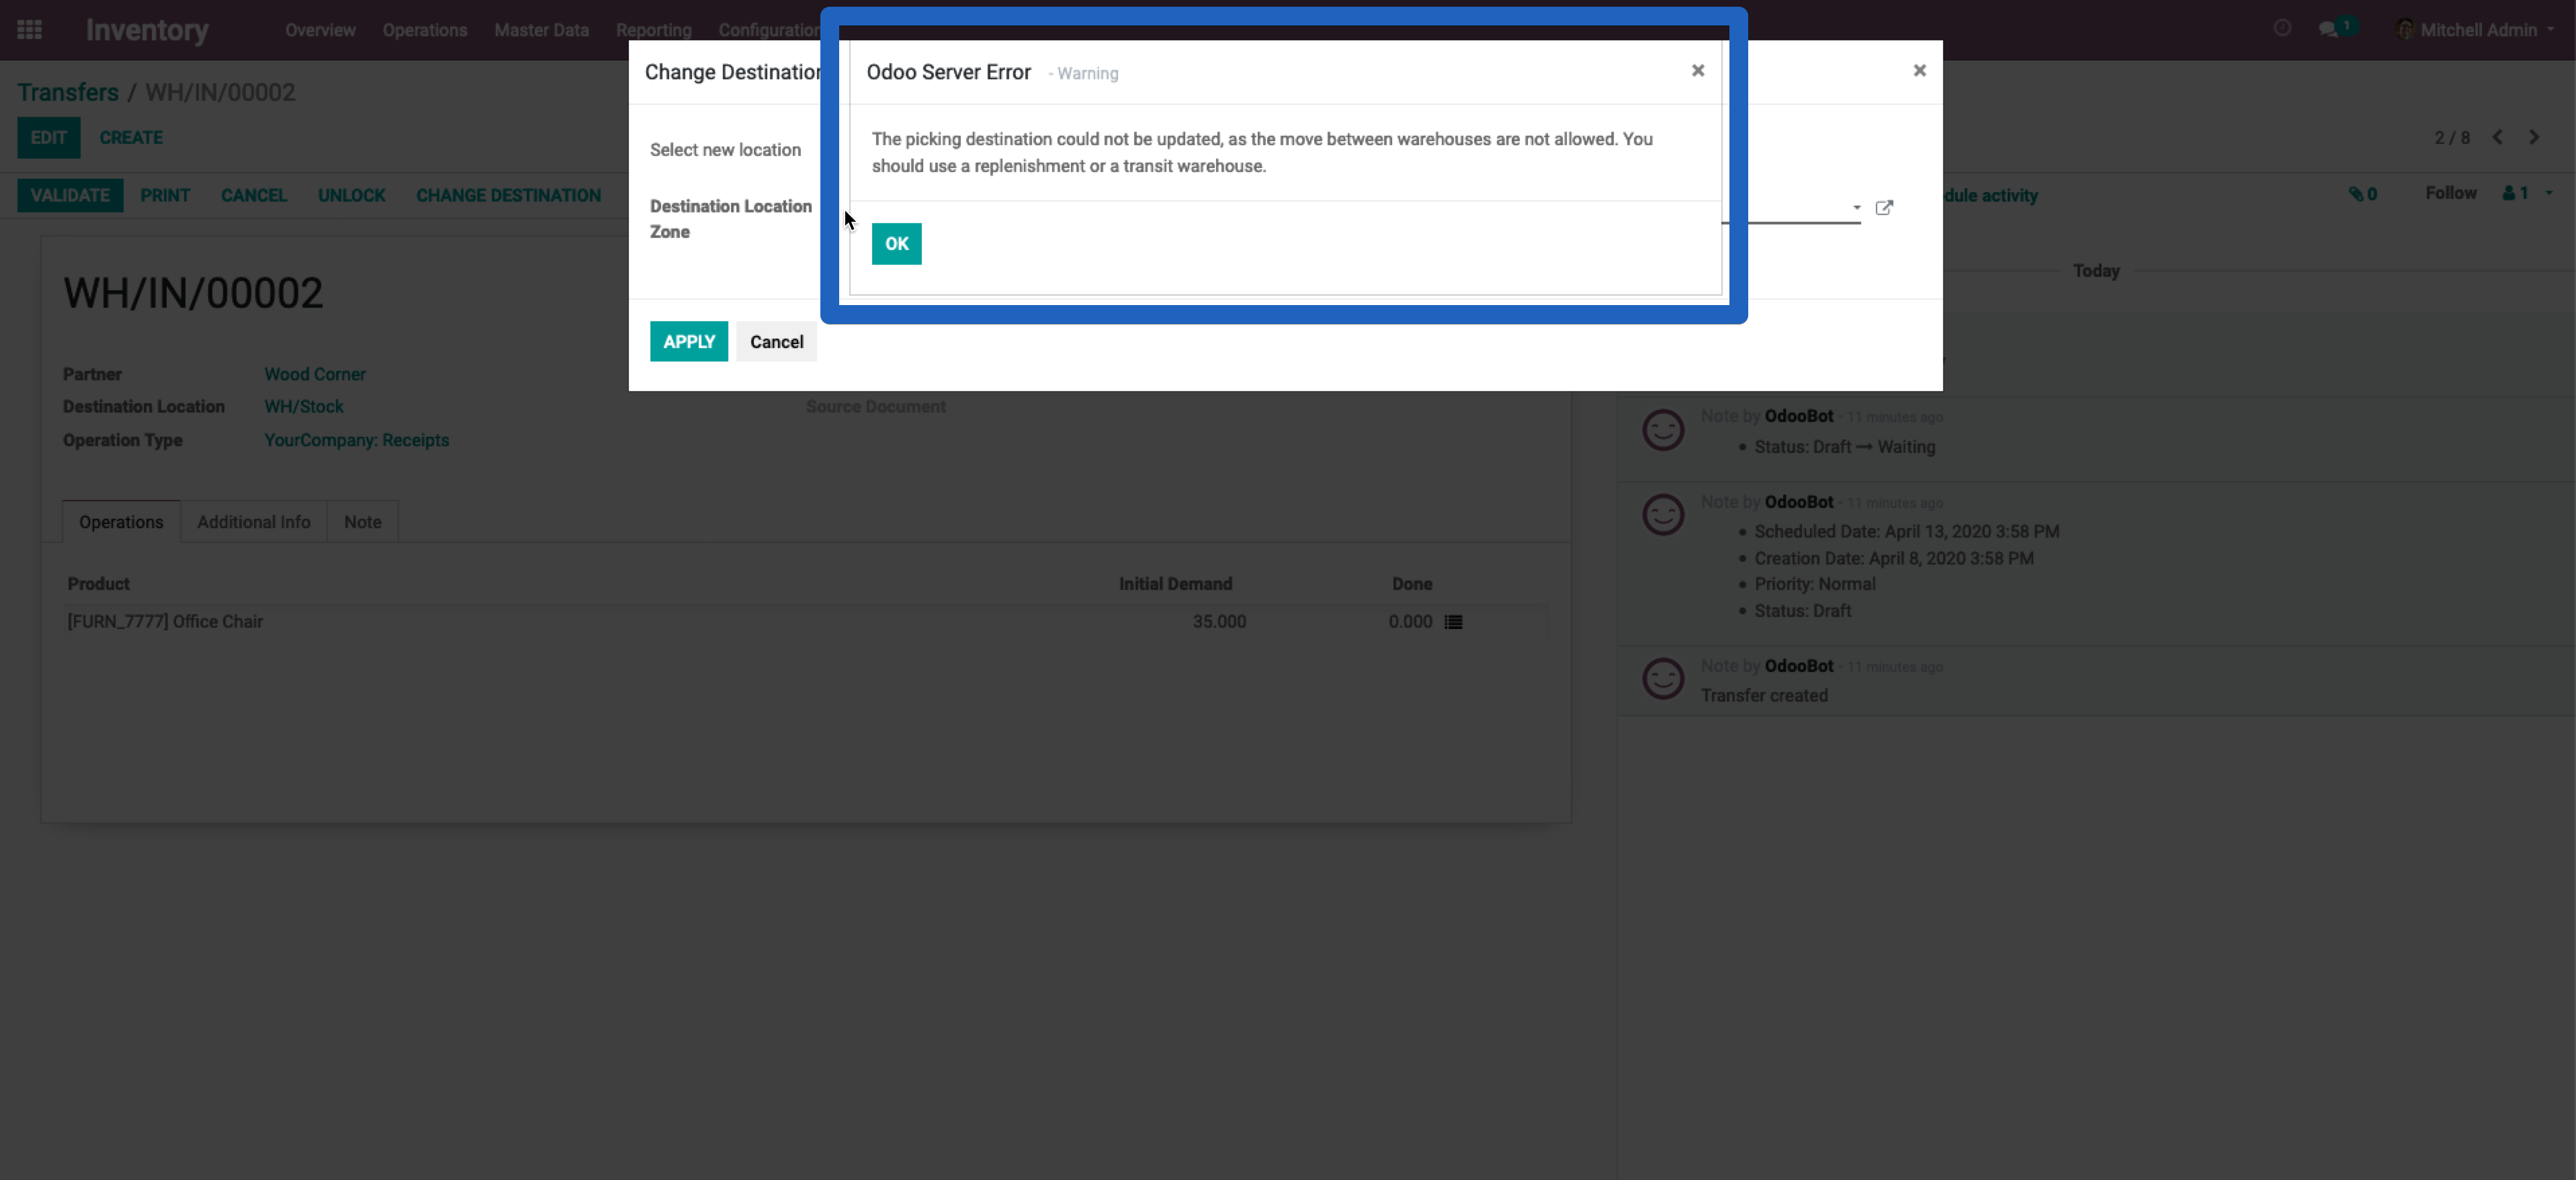 Inventory Overview Operations Master Data Reporting Configuration 1 Mitchell Admin
Transfers / WH/IN/00002
EDIT CREATE
2 / 8
VALIDATE PRINT CANCEL UNLOCK CHANGE DESTINATION
dule activity 0 Follow 1
Change Destination
Odoo Server Error - Warning
Select new location
The picking destination could not be updated, as the move between warehouses are not allowed. You
should use a replenishment or a transit warehouse.
Destination Location
Zone
OK
APPLY Cancel
WH/IN/00002
Partner Wood Corner
Destination Location WH/Stock
Source Document
Operation Type YourCompany: Receipts
Operations Additional Info Note
Product Initial Demand Done
[FURN_7777] Office Chair 35.000 0.000
Today
Note by OdooBot - 11 minutes ago
• Status: Draft → Waiting
Note by OdooBot - 11 minutes ago
• Scheduled Date: April 13, 2020 3:58 PM
• Creation Date: April 8, 2020 3:58 PM
• Priority: Normal
• Status: Draft
Note by OdooBot - 11 minutes ago
Transfer created